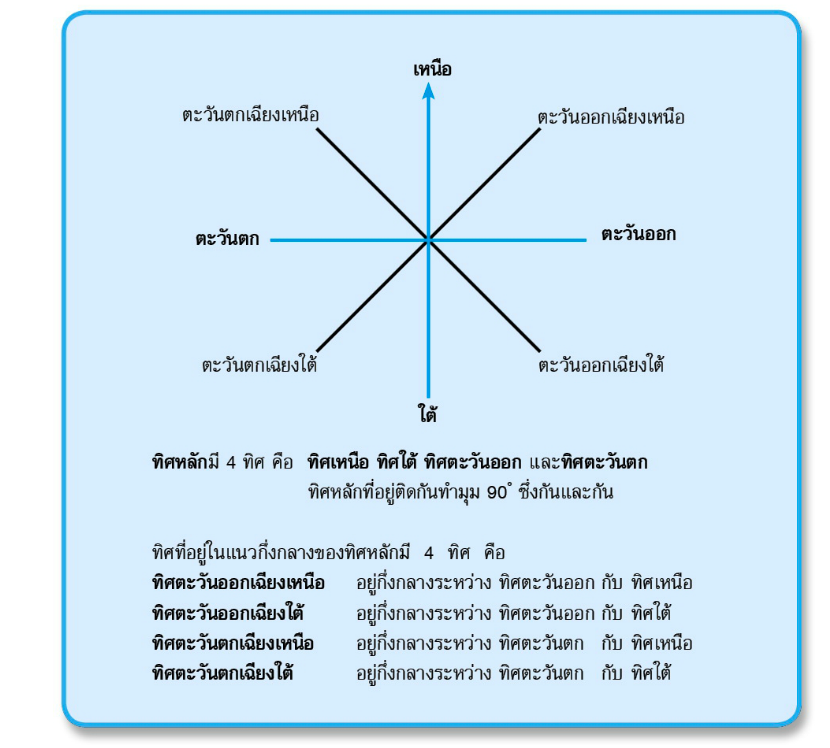 เหนือ
ตะวันตกเฉียงเหนือ
ตะวันออกเฉียงเหนือ
ตะวันตก
ตะวันออก
ตะวันตกเฉียงใต้
ตะวันออกเฉียงใต้
ใต้
ทิศหลักมี 4 ทิศ คือ ทิศเหนือ ทิศใต้ ทิศตะวันออก และทิศตะวันตก
ทิศหลักที่อยู่ติดกันทำมุม 90˚ ซึ่งกันและกัน
ทิศที่อยู่ในแนวกึ่งกลางของทิศหลักมี 4 ทิศ คือ
ทิศตะวันออกเฉียงเหนือ อยู่กึ่งกลางระหว่าง ทิศตะวันออก กับ ทิศเหนือ
ทิศตะวันออกเฉียงใต้ อยู่กึ่งกลางระหว่าง ทิศตะวันออก กับ ทิศใต้
ทิศตะวันตกเฉียงเหนือ อยู่กึ่งกลางระหว่าง ทิศตะวันตก กับ ทิศเหนือ
ทิศตะวันตกเฉียงใต้ อยู่กึ่งกลางระหว่าง ทิศตะวันตก กับ ทิศใต้